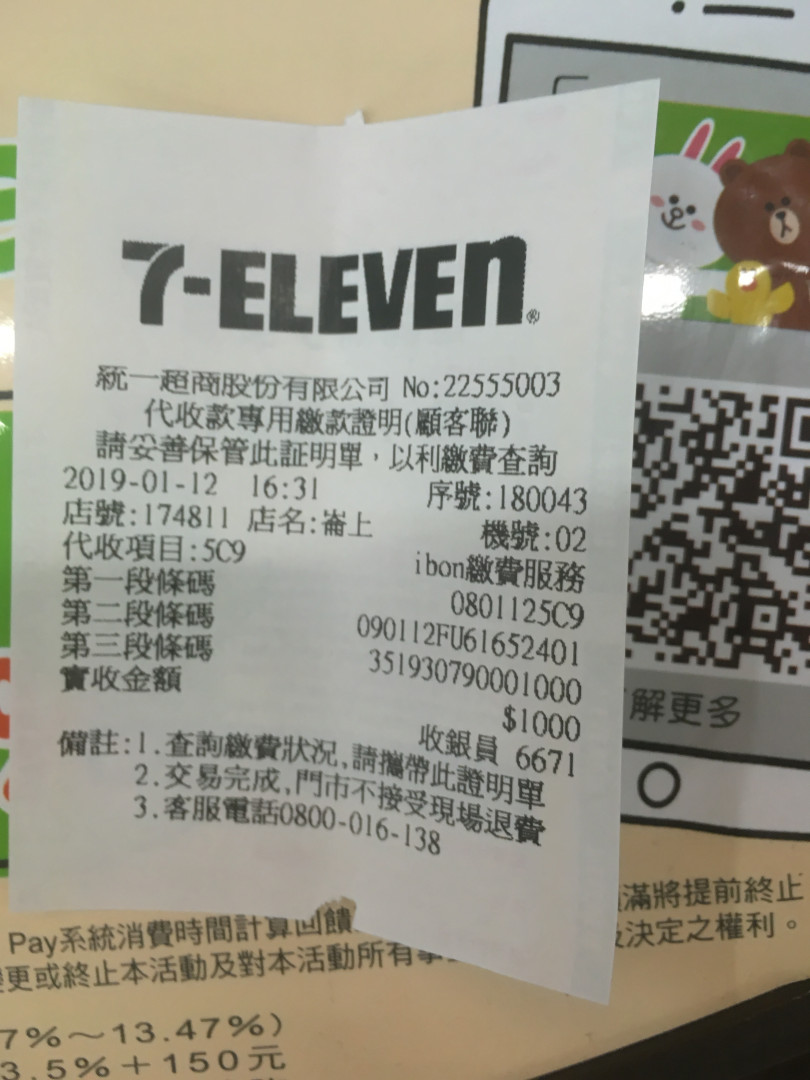 7-ELEVEN®
統一超商股份有限公司 No:22555003
代收款專用繳款證明(顧客聯)
請妥善保管此証明單，以利繳費查詢
2019-01-12 16:31 序號:180043
店號:174811 店名:崙上 機號:02
代收項目:5C9 ibon繳費服務
第一段條碼 0801125C9
第二段條碼 090112FU61652401
第三段條碼 351930790001000
實收金額 $1000
收銀員 6671
備註:1.查詢繳費狀況,請攜帶此證明單
2.交易完成,門市不接受現場退費
3.客服電話0800-016-138
解更多
滿將提前終止
Pay系統消費時間計算回饋
決定之權利。
更或終止本活動及對本活動所有
7%～13.47%)
3.5%＋150元